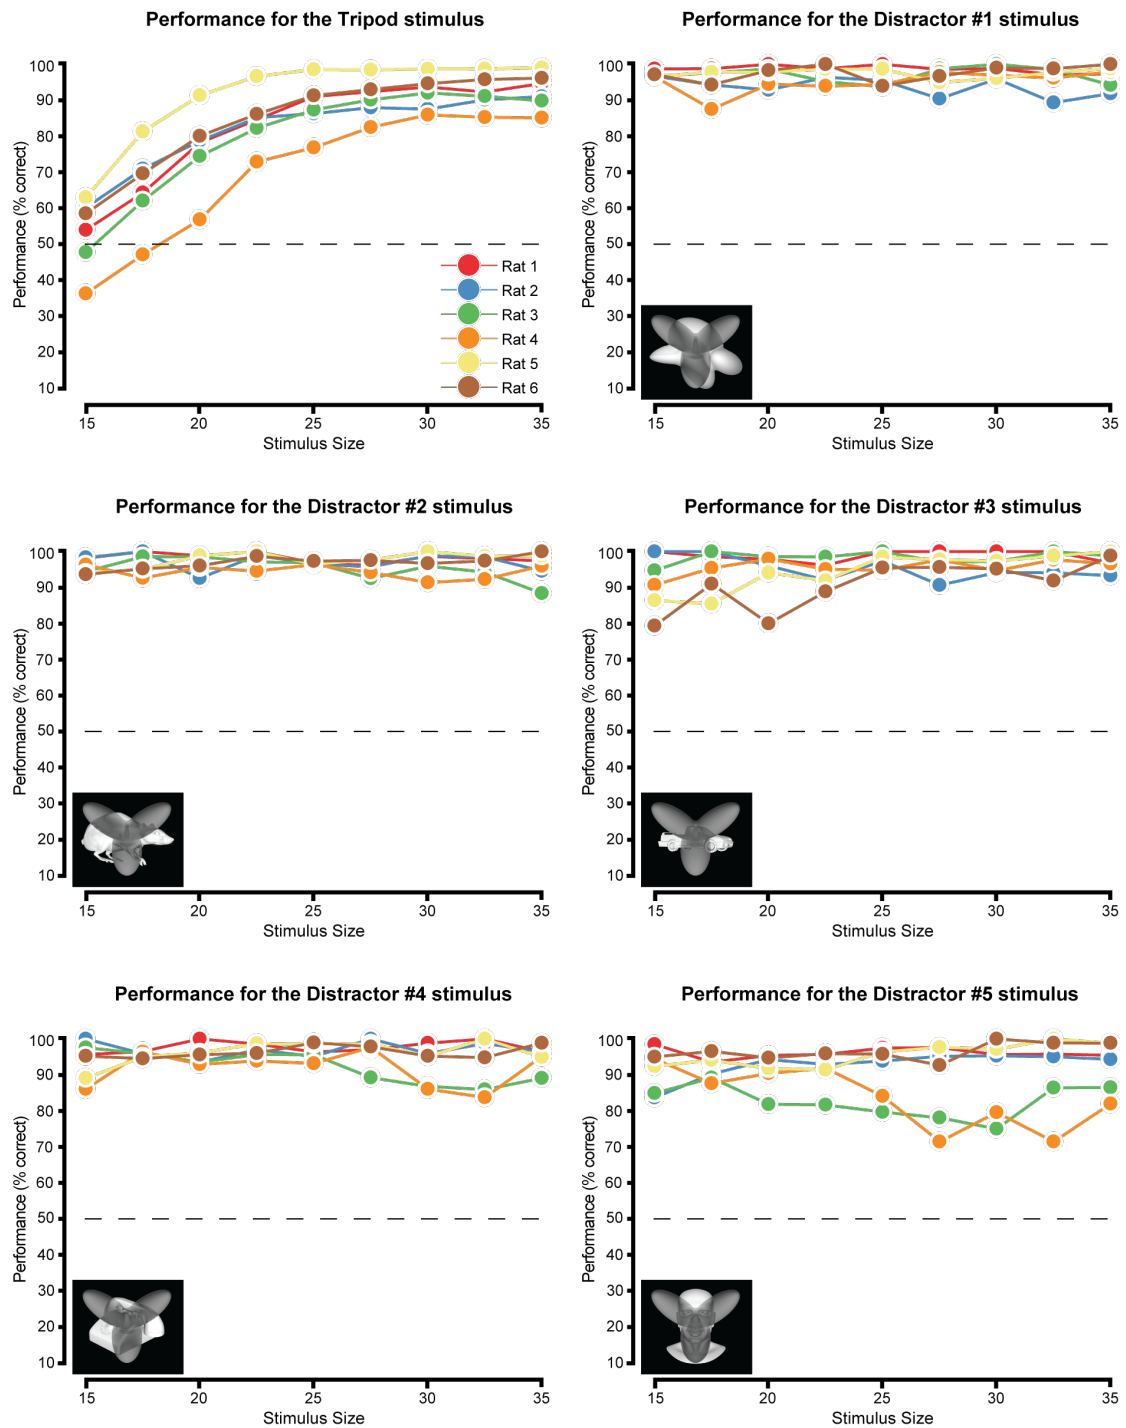 Performance for the Tripod stimulus
Performance (% correct)
100
90
80
70
60
50
40
30
20
10
Rat 1
Rat 2
Rat 3
Rat 4
Rat 5
Rat 6
15 20 25 30 35
Stimulus Size
Performance for the Distractor #1 stimulus
Performance (% correct)
100
90
80
70
60
50
40
30
20
10
15 20 25 30 35
Stimulus Size
Performance for the Distractor #2 stimulus
Performance (% correct)
100
90
80
70
60
50
40
30
20
10
15 20 25 30 35
Stimulus Size
Performance for the Distractor #3 stimulus
Performance (% correct)
100
90
80
70
60
50
40
30
20
10
15 20 25 30 35
Stimulus Size
Performance for the Distractor #4 stimulus
Performance (% correct)
100
90
80
70
60
50
40
30
20
10
15 20 25 30 35
Stimulus Size
Performance for the Distractor #5 stimulus
Performance (% correct)
100
90
80
70
60
50
40
30
20
10
15 20 25 30 35
Stimulus Size